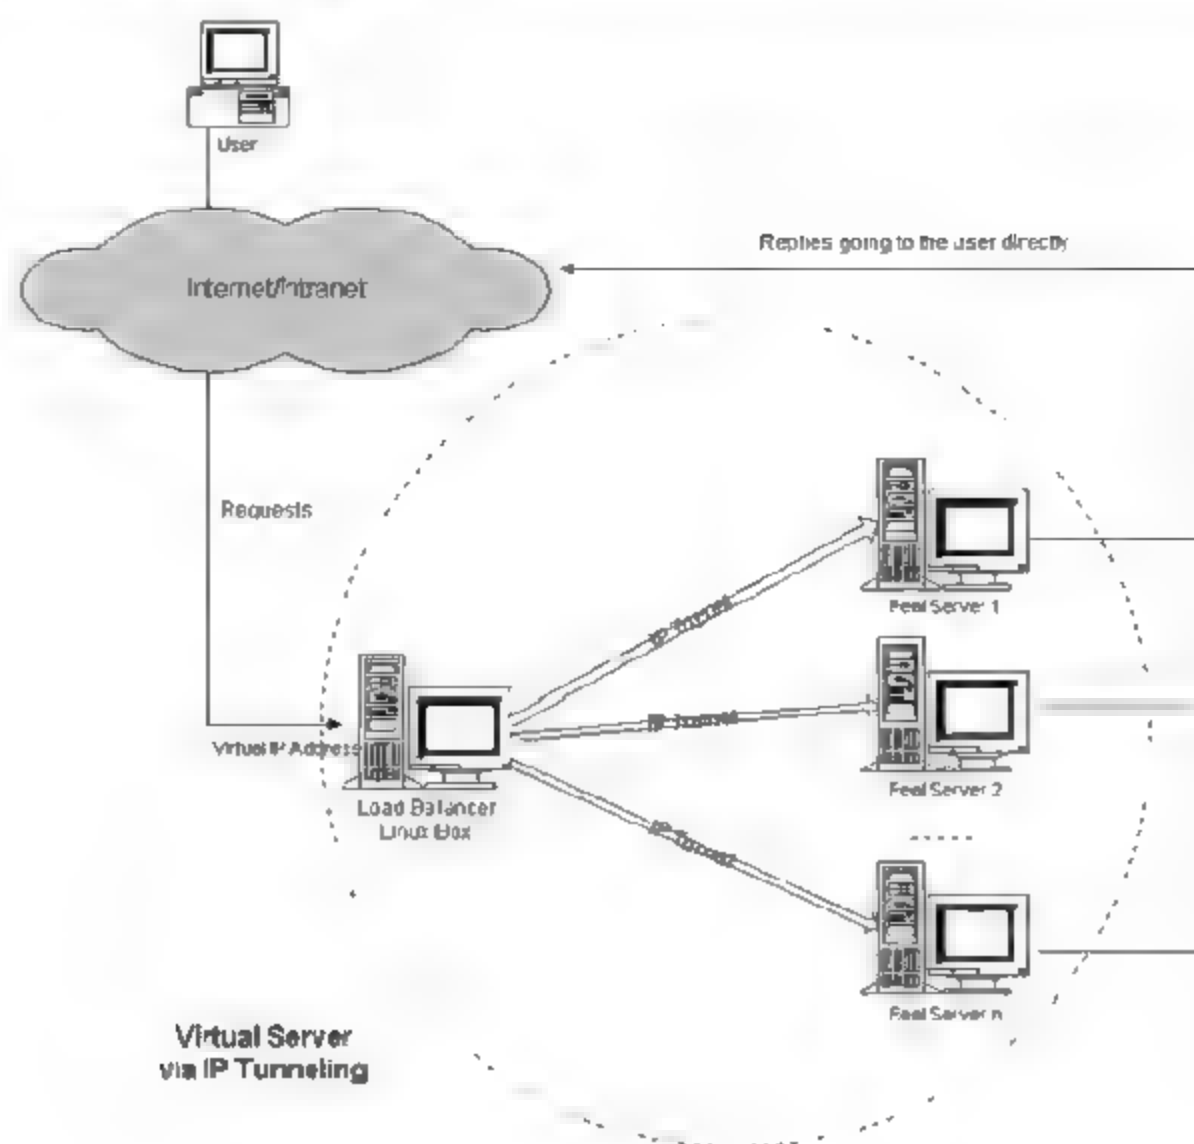 User
Replies going to the user directly
Internet/Intranet
Requests
IP Tunnel
Real Server 1
IP Tunnel
Virtual IP Address
Real Server 2
Load Balancer
Linux Box
IP Tunnel
Real Server n
Virtual Server
via IP Tunneling